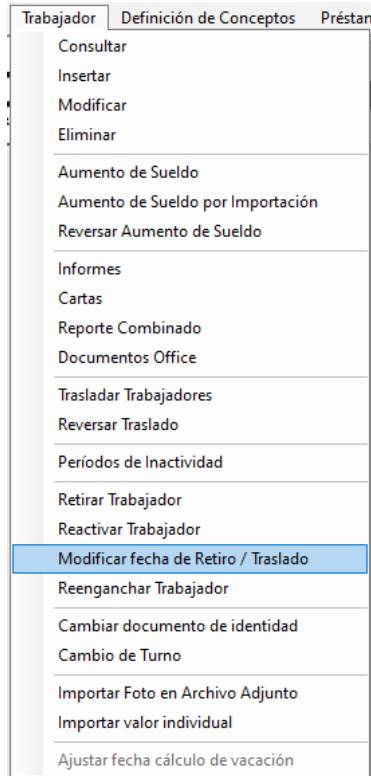 Trabajador Definición de Conceptos Préstan
Consultar
Insertar
Modificar
Eliminar
Aumento de Sueldo
Aumento de Sueldo por Importación
Reversar Aumento de Sueldo
Informes
Cartas
Reporte Combinado
Documentos Office
Trasladar Trabajadores
Reversar Traslado
Períodos de Inactividad
Retirar Trabajador
Reactivar Trabajador
Modificar fecha de Retiro / Traslado
Reenganchar Trabajador
Cambiar documento de identidad
Cambio de Turno
Importar Foto en Archivo Adjunto
Importar valor individual
Ajustar fecha cálculo de vacación